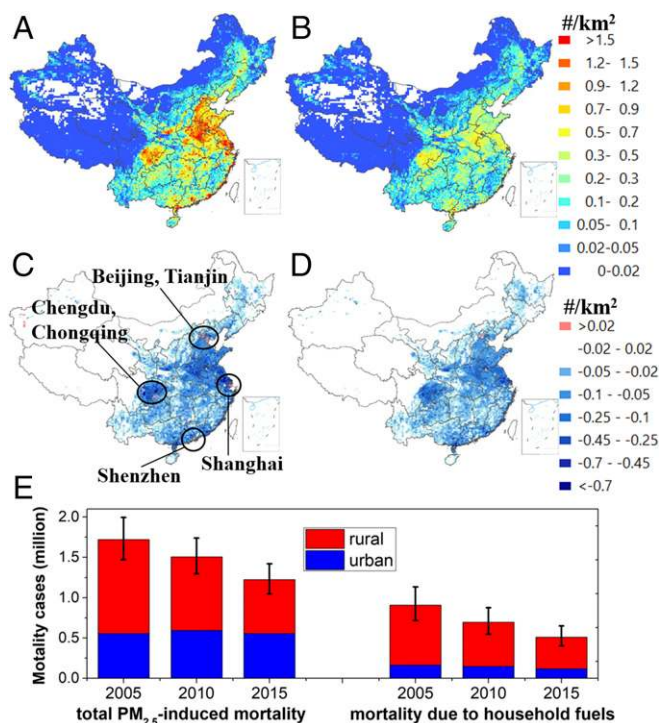 A
B
#/km²
>1.5
1.2- 1.5
0.9- 1.2
0.7- 0.9
0.5- 0.7
0.3- 0.5
0.2- 0.3
0.1- 0.2
0.05- 0.1
0.02-0.05
0-0.02
C
Beijing, Tianjin
Chengdu,
Chongqing
Shenzhen
Shanghai
D
#/km²
>0.02
-0.02 - 0.02
-0.05 - -0.02
-0.1 - -0.05
-0.25 - -0.1
-0.45 - -0.25
-0.7 - -0.45
<-0.7
E
Motality cases (million)
2.0
1.5
1.0
0.5
0.0
rural
urban
2005 2010 2015 2005 2010 2015
total PM2.5-induced mortality mortality due to household fuels